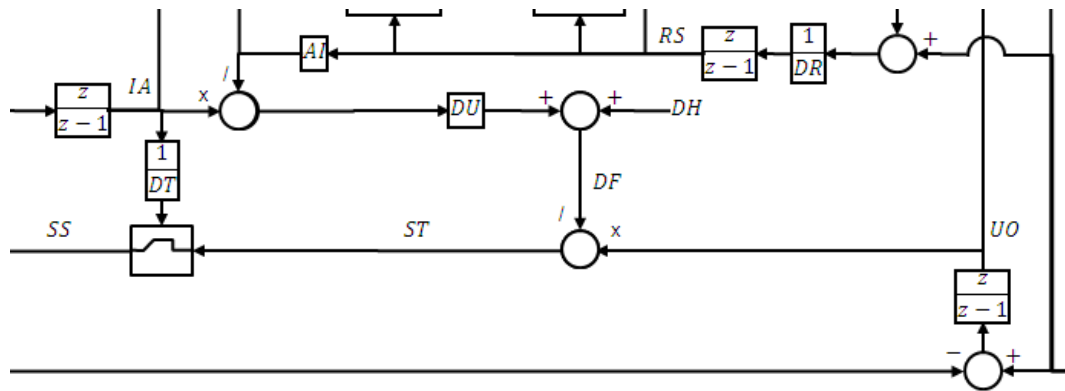 RS
z
z − 1
1
DR
+
AI
/
IA
z
z − 1
x
DU
+
+
DH
1
DT
DF
/
SS
ST
x
UO
z
z − 1
−
+